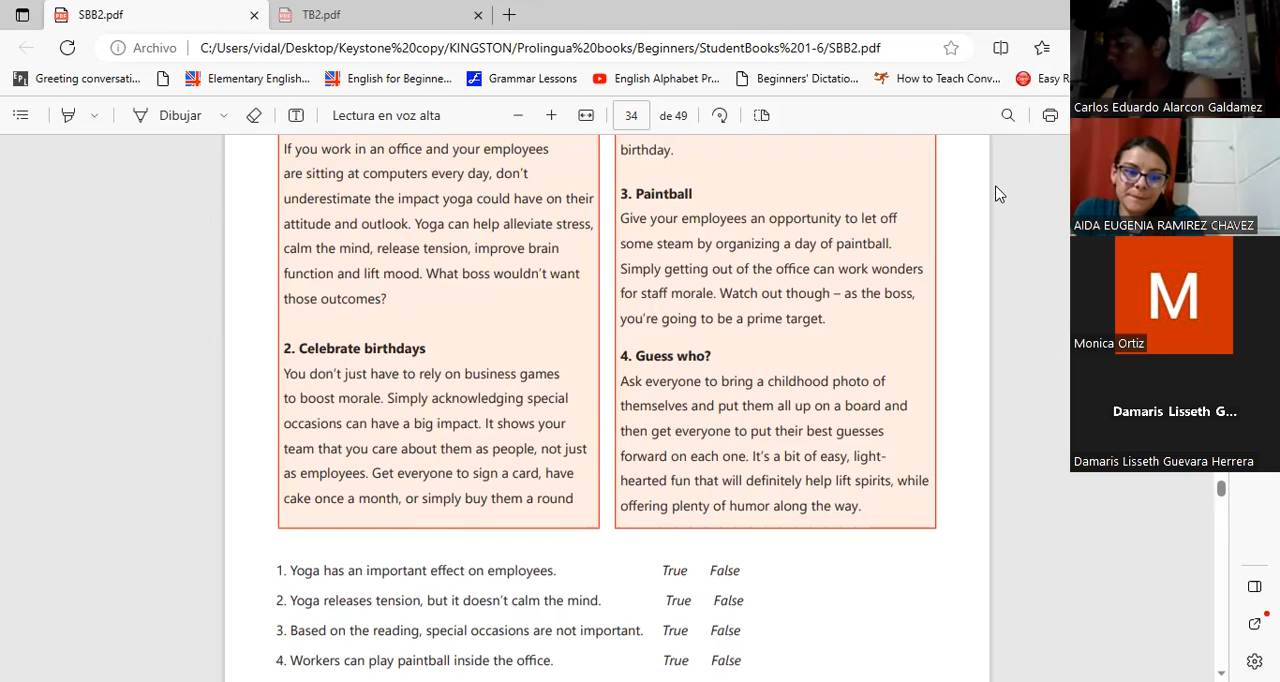 SBB2.pdf
TB2.pdf
Archivo
C:/Users/vidal/Desktop/Keystone%20copy/KINGSTON/Prolingua%20books/Beginners/StudentBooks%201-6/SBB2.pdf
Greeting conversati...
Elementary English...
English for Beginne...
Grammar Lessons
English Alphabet Pr...
Beginners' Dictatio...
How to Teach Conv...
Easy R
Dibujar
Lectura en voz alta
34
de 49
If you work in an office and your employees
are sitting at computers every day, don't
underestimate the impact yoga could have on their
attitude and outlook. Yoga can help alleviate stress,
calm the mind, release tension, improve brain
function and lift mood. What boss wouldn't want
those outcomes?
2. Celebrate birthdays
You don't just have to rely on business games
to boost morale. Simply acknowledging special
occasions can have a big impact. It shows your
team that you care about them as people, not just
as employees. Get everyone to sign a card, have
cake once a month, or simply buy them a round
birthday.
3. Paintball
Give your employees an opportunity to let off
some steam by organizing a day of paintball.
Simply getting out of the office can work wonders
for staff morale. Watch out though – as the boss,
you're going to be a prime target.
4. Guess who?
Ask everyone to bring a childhood photo of
themselves and put them all up on a board and
then get everyone to put their best guesses
forward on each one. It's a bit of easy, light-
hearted fun that will definitely help lift spirits, while
offering plenty of humor along the way.
1. Yoga has an important effect on employees. True False
2. Yoga releases tension, but it doesn't calm the mind. True False
3. Based on the reading, special occasions are not important. True False
4. Workers can play paintball inside the office. True False
Carlos Eduardo Alarcon Galdamez
AIDA EUGENIA RAMIREZ CHAVEZ
M
Monica Ortiz
Damaris Lisseth G...
Damaris Lisseth Guevara Herrera